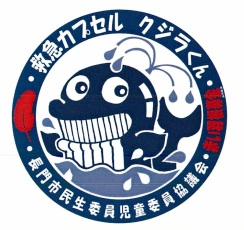 救急カプセル クジラくん
長門市民生委員児童委員協議会